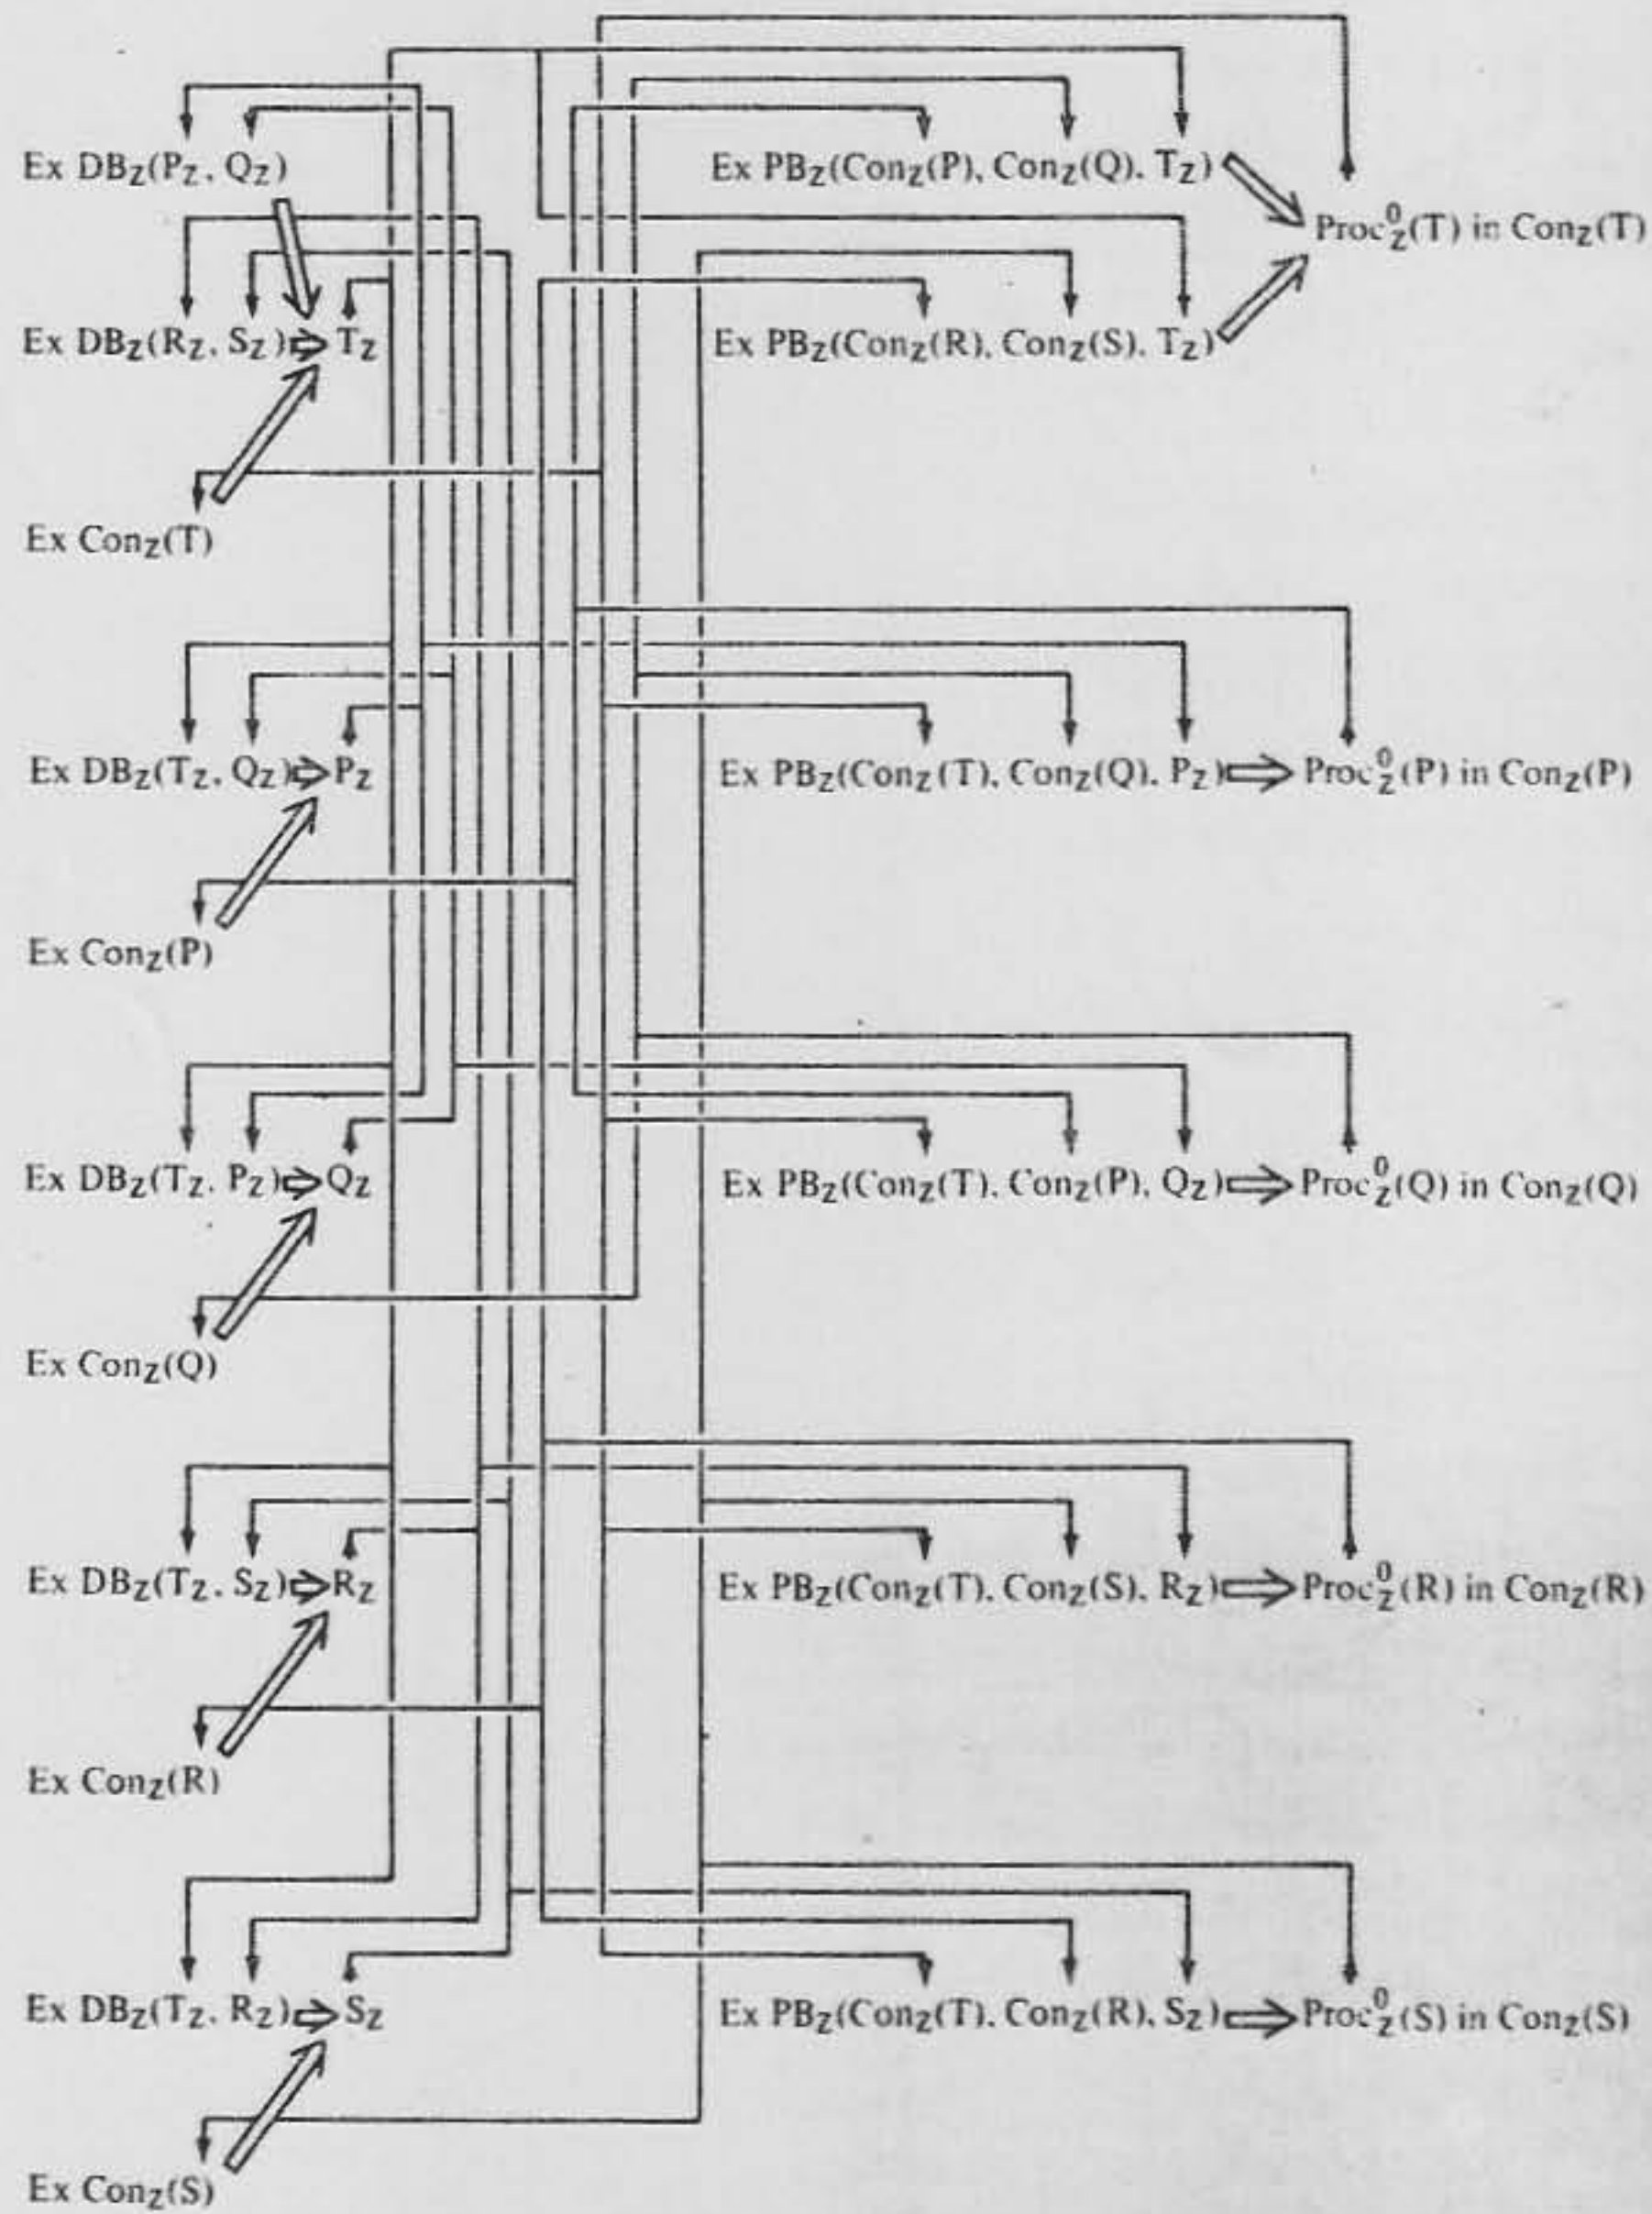 Ex DBZ(PZ, QZ)
Ex PBZ(ConZ(P), ConZ(Q), TZ)
Proc⁰Z(T) in ConZ(T)
Ex DBZ(RZ, SZ) ⇒ TZ
Ex PBZ(ConZ(R), ConZ(S), TZ)
Ex ConZ(T)
Ex DBZ(TZ, QZ) ⇒ PZ
Ex PBZ(ConZ(T), ConZ(Q), PZ) ⇒ Proc⁰Z(P) in ConZ(P)
Ex ConZ(P)
Ex DBZ(TZ, PZ) ⇒ QZ
Ex PBZ(ConZ(T), ConZ(P), QZ) ⇒ Proc⁰Z(Q) in ConZ(Q)
Ex ConZ(Q)
Ex DBZ(TZ, SZ) ⇒ RZ
Ex PBZ(ConZ(T), ConZ(S), RZ) ⇒ Proc⁰Z(R) in ConZ(R)
Ex ConZ(R)
Ex DBZ(TZ, RZ) ⇒ SZ
Ex PBZ(ConZ(T), ConZ(R), SZ) ⇒ Proc⁰Z(S) in ConZ(S)
Ex ConZ(S)